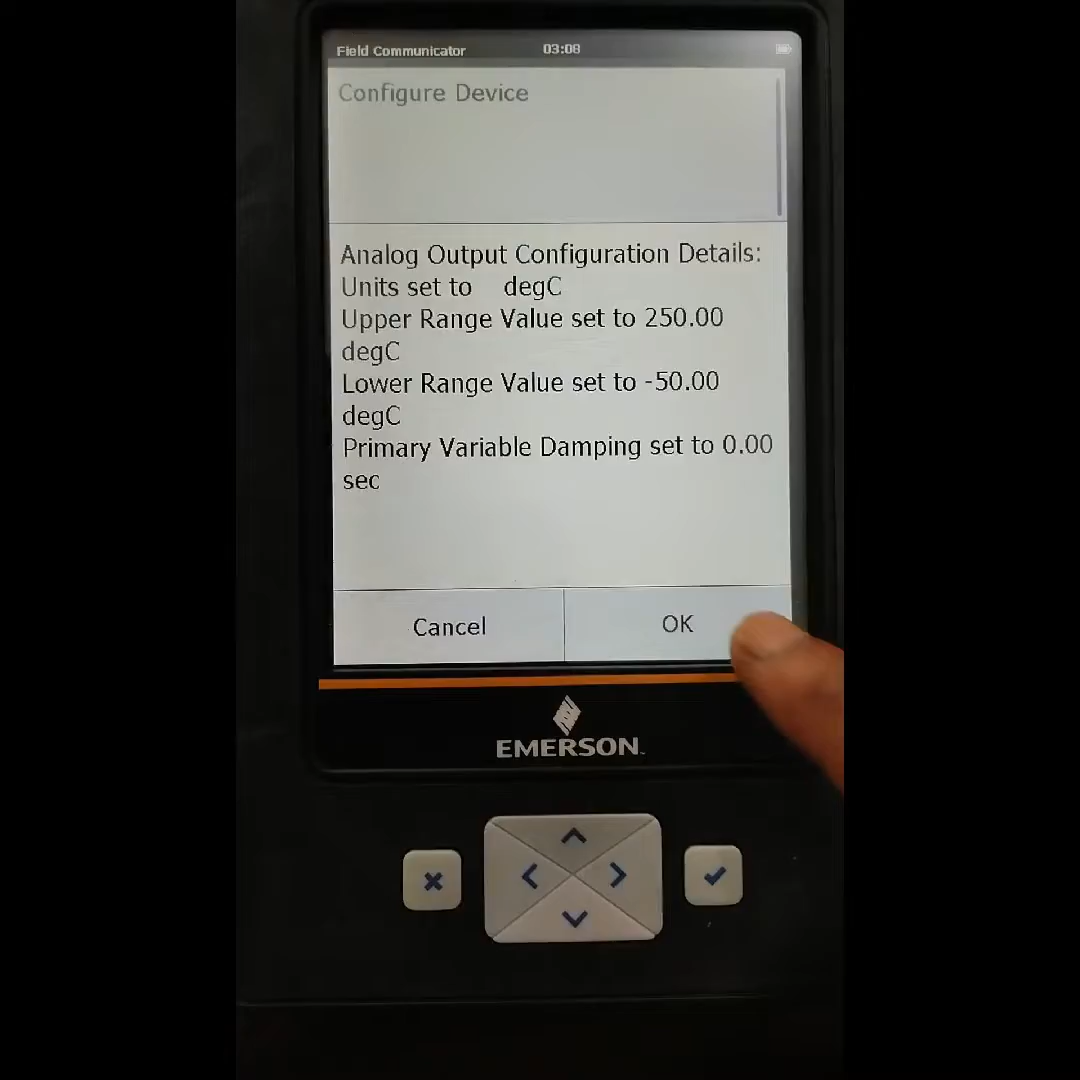 Field Communicator 03:08
Configure Device
Analog Output Configuration Details:
Units set to degC
Upper Range Value set to 250.00
degC
Lower Range Value set to -50.00
degC
Primary Variable Damping set to 0.00
sec
Cancel OK
EMERSON